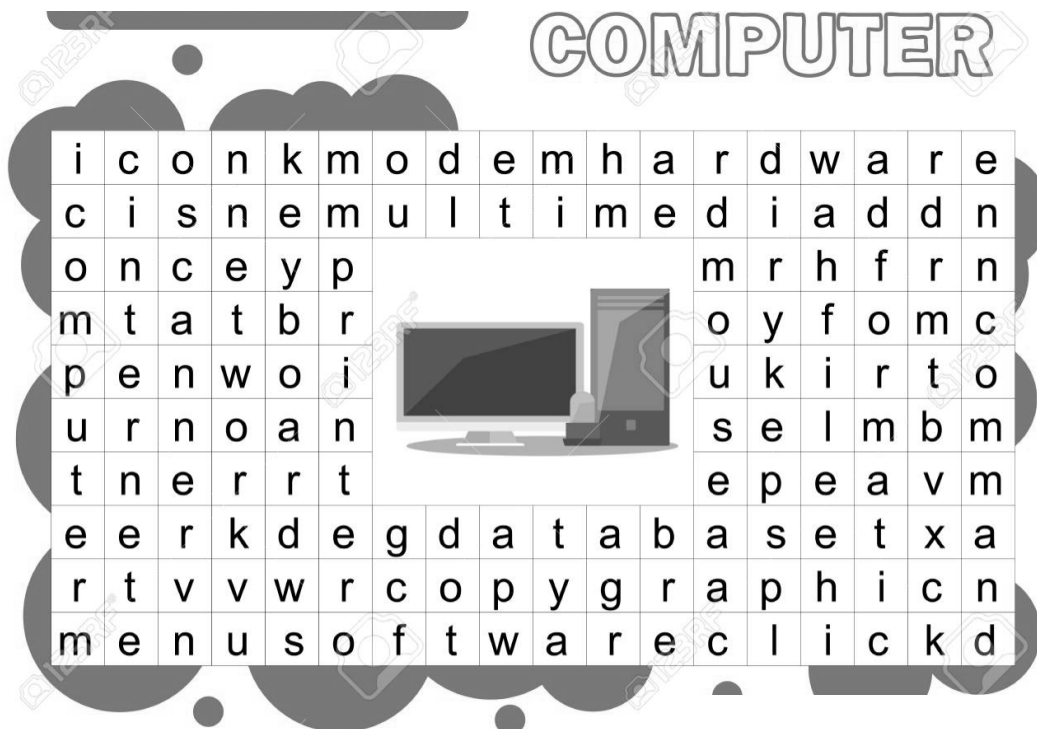 COMPUTER
i c o n k m o d e m h a r d w a r e
c i s n e m u l t i m e d i a d d n
o n c e y p m r h f r n
m t a t b r o y f o m c
p e n w o i u k i r t o
u r n o a n s e l m b m
t n e r r t e p e a v m
e e r k d e g d a t a b a s e t x a
r t v v w r c o p y g r a p h i c n
m e n u s o f t w a r e c l i c k d